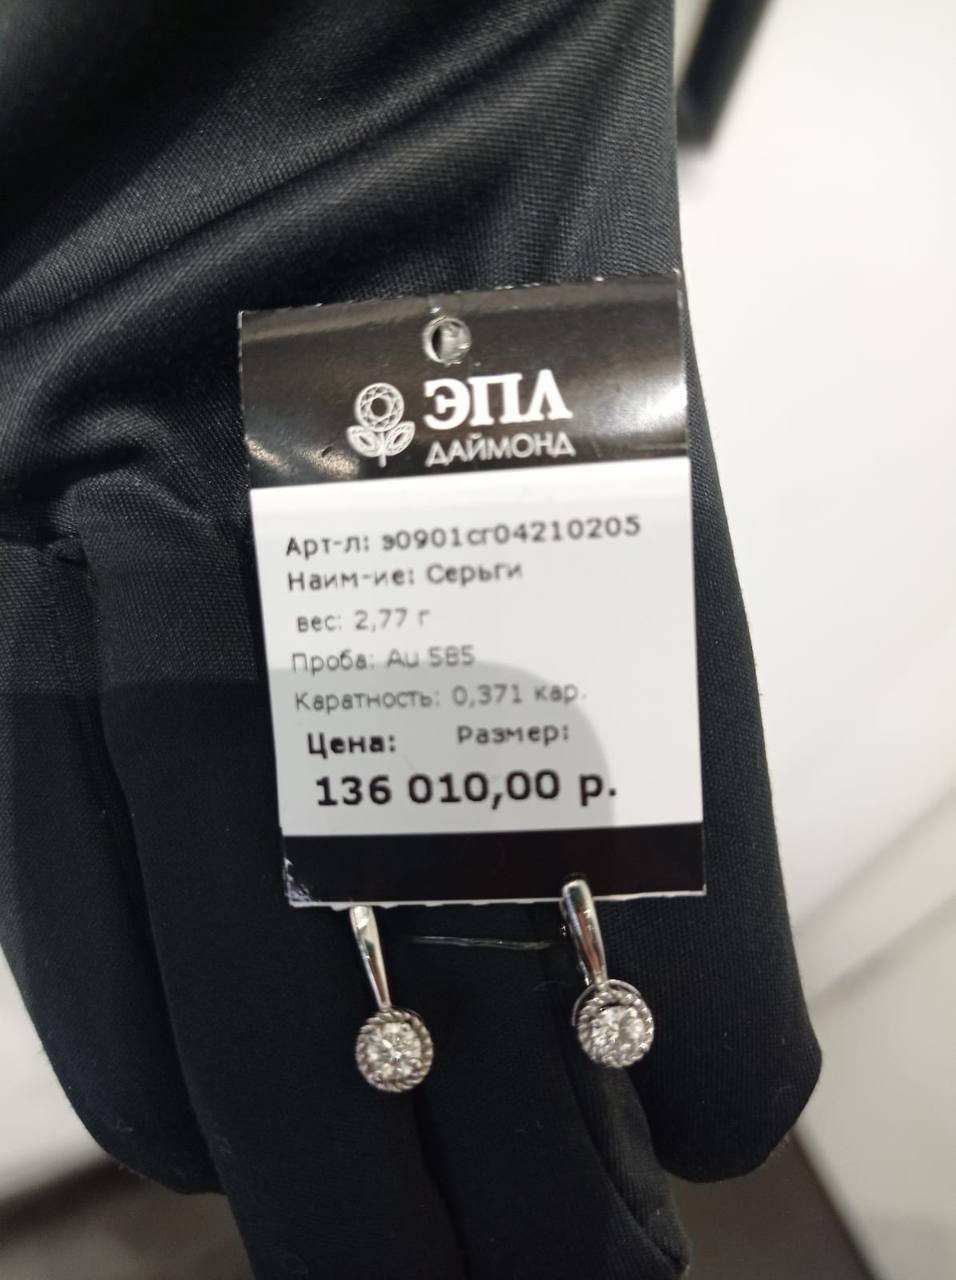 ЭПЛ
ДАЙМОНД
Арт-л: э0901сг04210205
Наим-ие: Серьги
вес: 2,77 г
Проба: Au 585
Каратность: 0,371 кар.
Цена: Размер:
136 010,00 р.